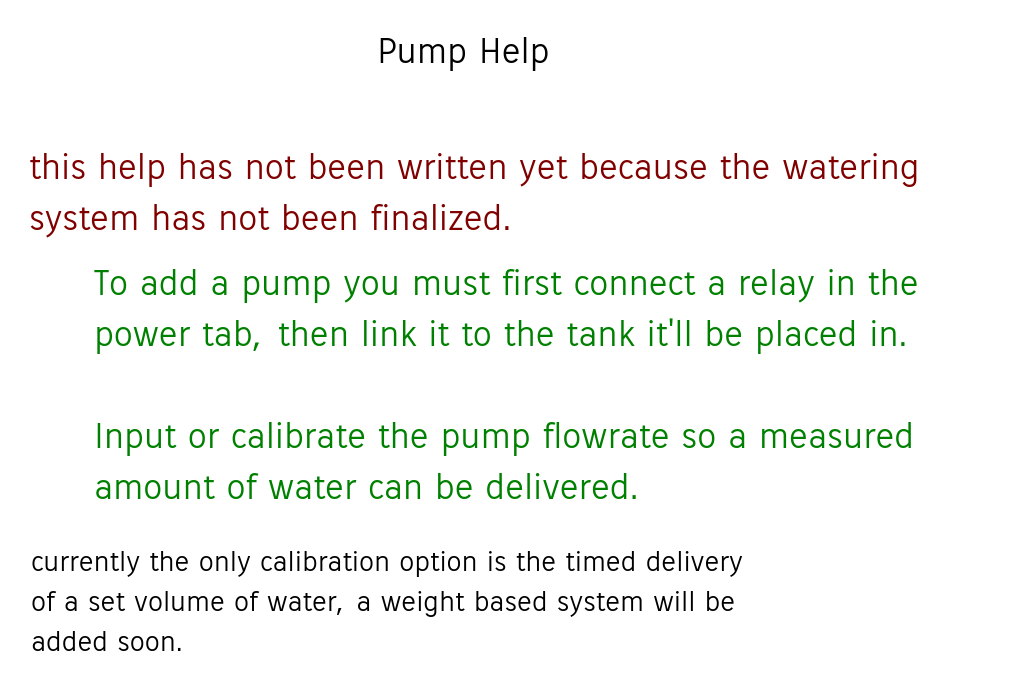 Pump Help
this help has not been written yet because the watering
system has not been finalized.
To add a pump you must first connect a relay in the
power tab, then link it to the tank it'll be placed in.
Input or calibrate the pump flowrate so a measured
amount of water can be delivered.
currently the only calibration option is the timed delivery
of a set volume of water, a weight based system will be
added soon.